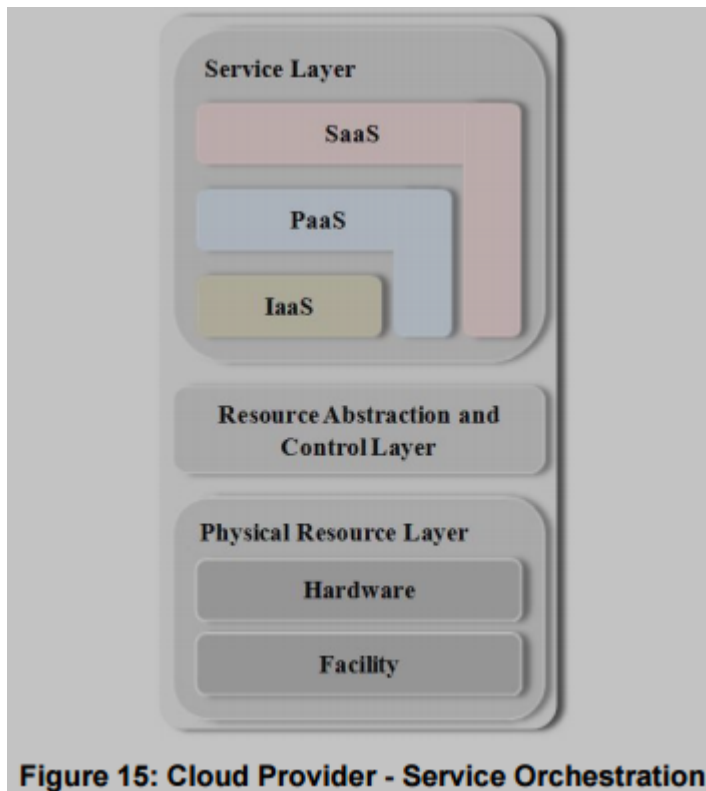 Service Layer
SaaS
PaaS
IaaS
Resource Abstraction and
Control Layer
Physical Resource Layer
Hardware
Facility
Figure 15: Cloud Provider - Service Orchestration